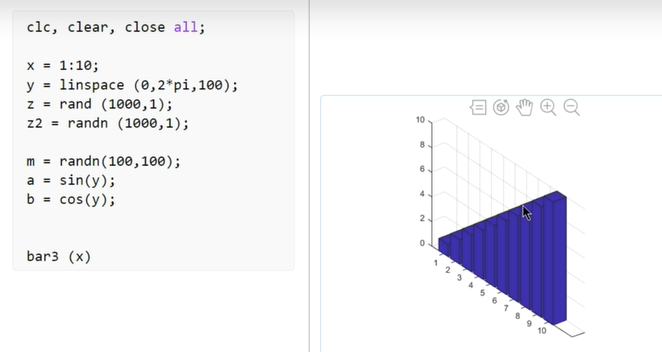 clc, clear, close all;
x = 1:10;
y = linspace (0,2*pi,100);
z = rand (1000,1);
z2 = randn (1000,1);
m = randn(100,100);
a = sin(y);
b = cos(y);
bar3 (x)
10
8
6
4
2
0
1
2
3
4
5
6
7
8
9
10